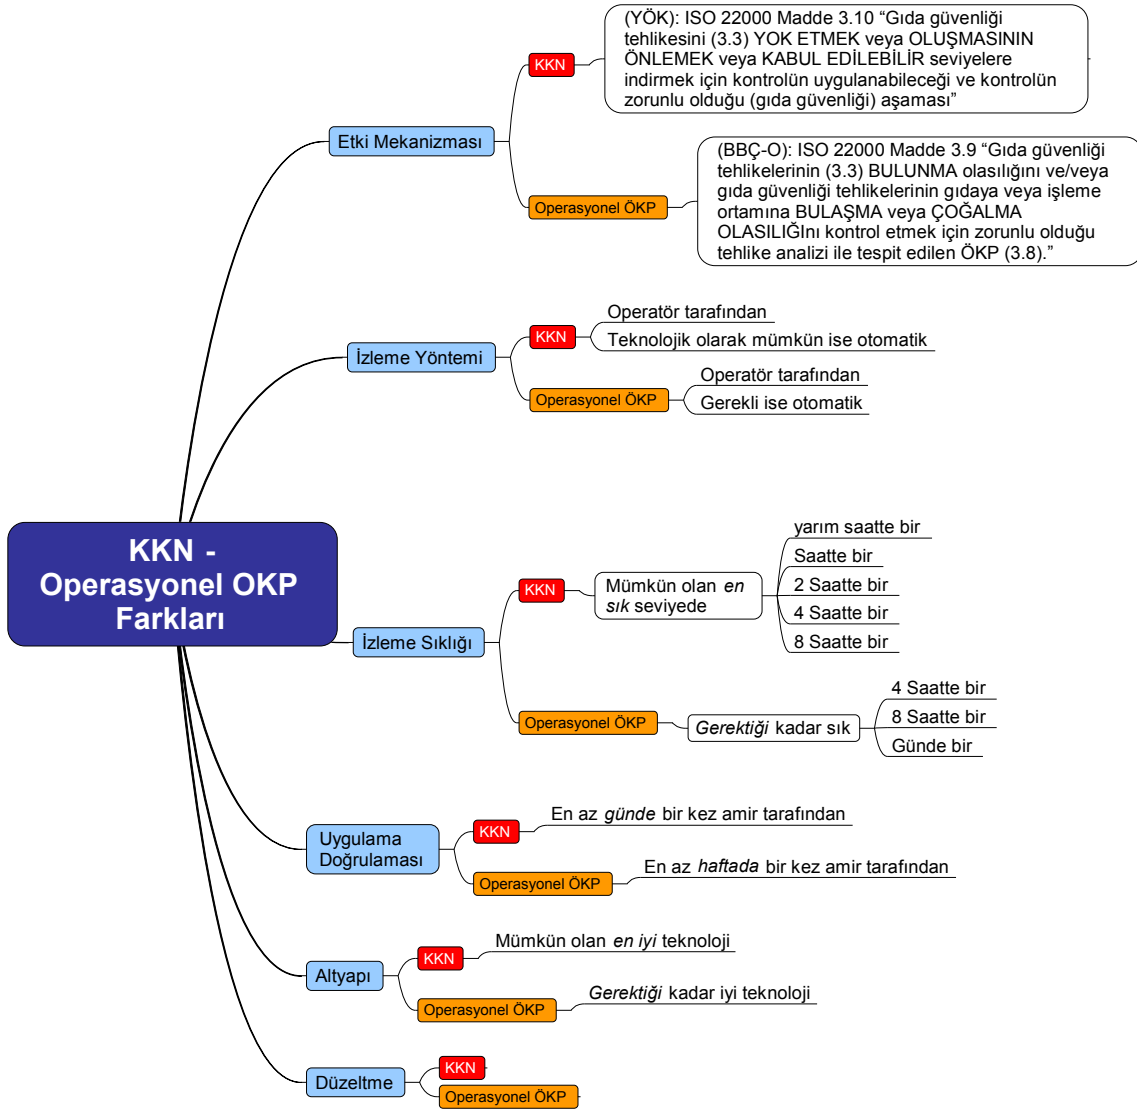 KKN -
Operasyonel OKP
Farkları
Etki Mekanizması
KKN
(YÖK): ISO 22000 Madde 3.10 “Gıda güvenliği
tehlikesini (3.3) YOK ETMEK veya OLUŞMASININ
ÖNLEMEK veya KABUL EDİLEBİLİR seviyelere
indirmek için kontrolün uygulanabileceği ve kontrolün
zorunlu olduğu (gıda güvenliği) aşaması”
Operasyonel ÖKP
(BBÇ-O): ISO 22000 Madde 3.9 “Gıda güvenliği
tehlikelerinin (3.3) BULUNMA olasılığını ve/veya
gıda güvenliği tehlikelerinin gıdaya veya işleme
ortamına BULAŞMA veya ÇOĞALMA
OLASILIĞInı kontrol etmek için zorunlu olduğu
tehlike analizi ile tespit edilen ÖKP (3.8).”
İzleme Yöntemi
KKN
Operatör tarafından
Teknolojik olarak mümkün ise otomatik
Operasyonel ÖKP
Operatör tarafından
Gerekli ise otomatik
İzleme Sıklığı
KKN
Mümkün olan en
sık seviyede
yarım saatte bir
Saatte bir
2 Saatte bir
4 Saatte bir
8 Saatte bir
Operasyonel ÖKP
Gerektiği kadar sık
4 Saatte bir
8 Saatte bir
Günde bir
Uygulama
Doğrulaması
KKN
En az günde bir kez amir tarafından
Operasyonel ÖKP
En az haftada bir kez amir tarafından
Altyapı
KKN
Mümkün olan en iyi teknoloji
Operasyonel ÖKP
Gerektiği kadar iyi teknoloji
Düzeltme
KKN
Operasyonel ÖKP